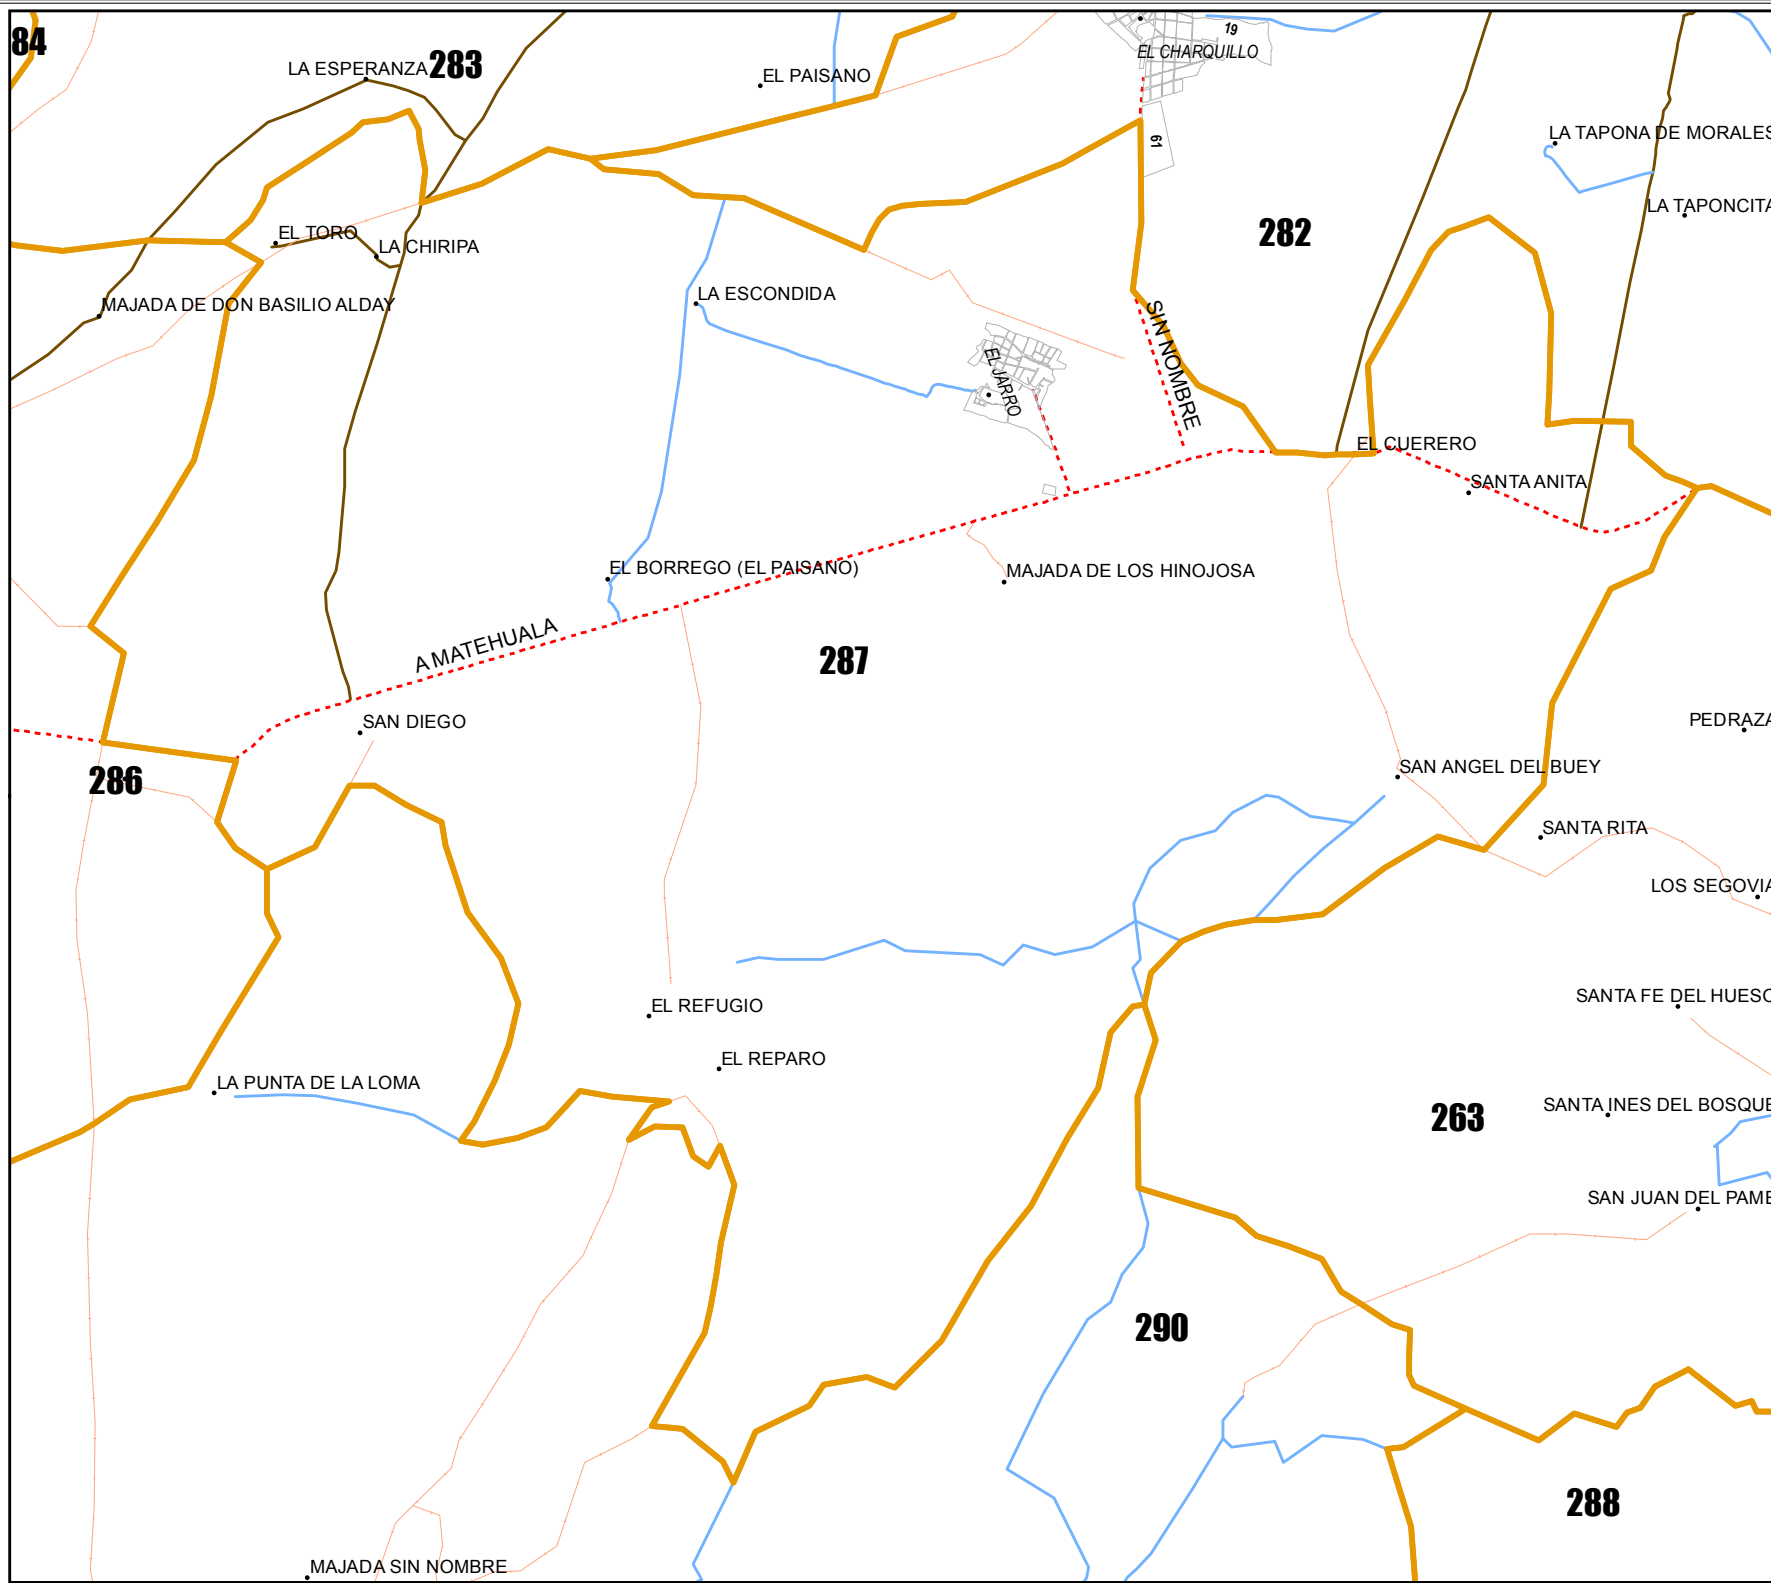 84
LA ESPERANZA
283
EL PAISANO
19
EL CHARQUILLO
LA TAPONA DE MORALES
61
LA TAPONCITA
EL TORO
LA CHIRIPA
282
LA ESCONDIDA
MAJADA DE DON BASILIO ALDAY
SIN NOMBRE
EL JARRO
EL CUERERO
SANTA ANITA
EL BORREGO (EL PAISANO)
MAJADA DE LOS HINOJOSA
A MATEHUALA
287
SAN DIEGO
PEDRAZA
286
SAN ANGEL DEL BUEY
SANTA RITA
LOS SEGOVIA
SANTA FE DEL HUESO
EL REFUGIO
EL REPARO
LA PUNTA DE LA LOMA
263
SANTA INES DEL BOSQUE
SAN JUAN DEL PAME
290
288
MAJADA SIN NOMBRE